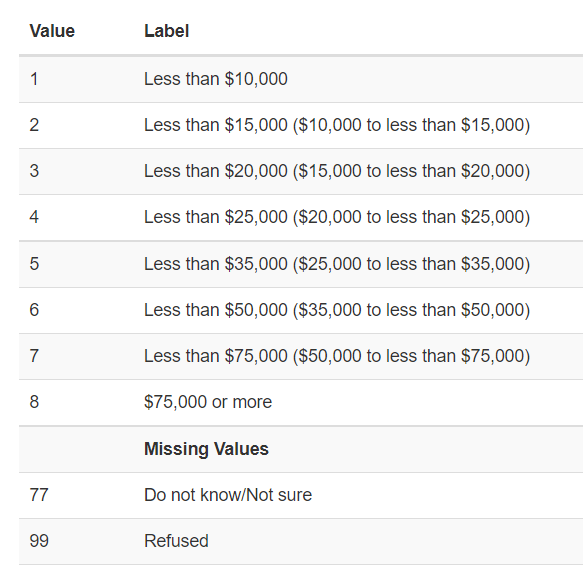 Value Label
1 Less than $10,000
2 Less than $15,000 ($10,000 to less than $15,000)
3 Less than $20,000 ($15,000 to less than $20,000)
4 Less than $25,000 ($20,000 to less than $25,000)
5 Less than $35,000 ($25,000 to less than $35,000)
6 Less than $50,000 ($35,000 to less than $50,000)
7 Less than $75,000 ($50,000 to less than $75,000)
8 $75,000 or more
Missing Values
77 Do not know/Not sure
99 Refused